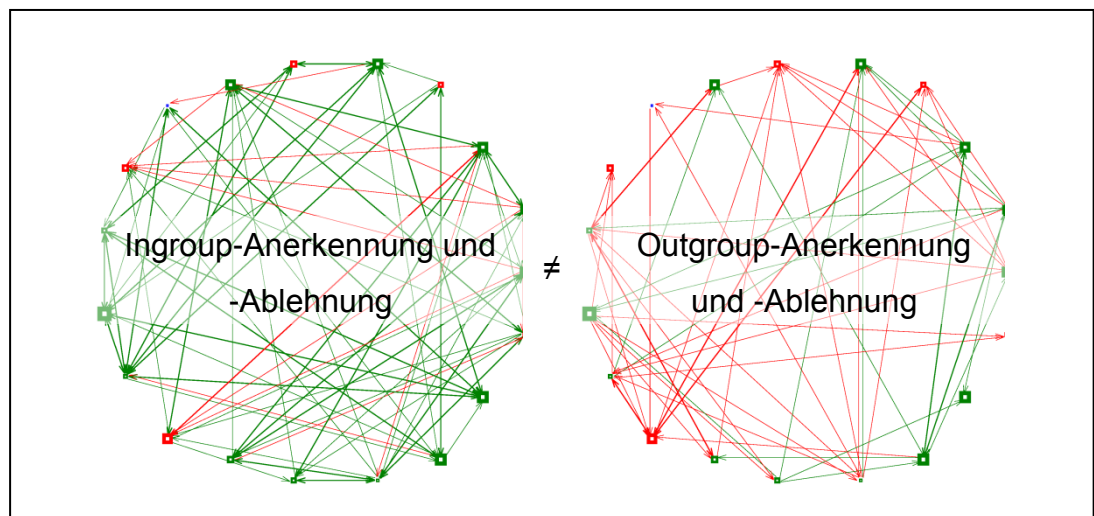 Ingroup-Anerkennung und
-Ablehnung
≠
Outgroup-Anerkennung
und -Ablehnung